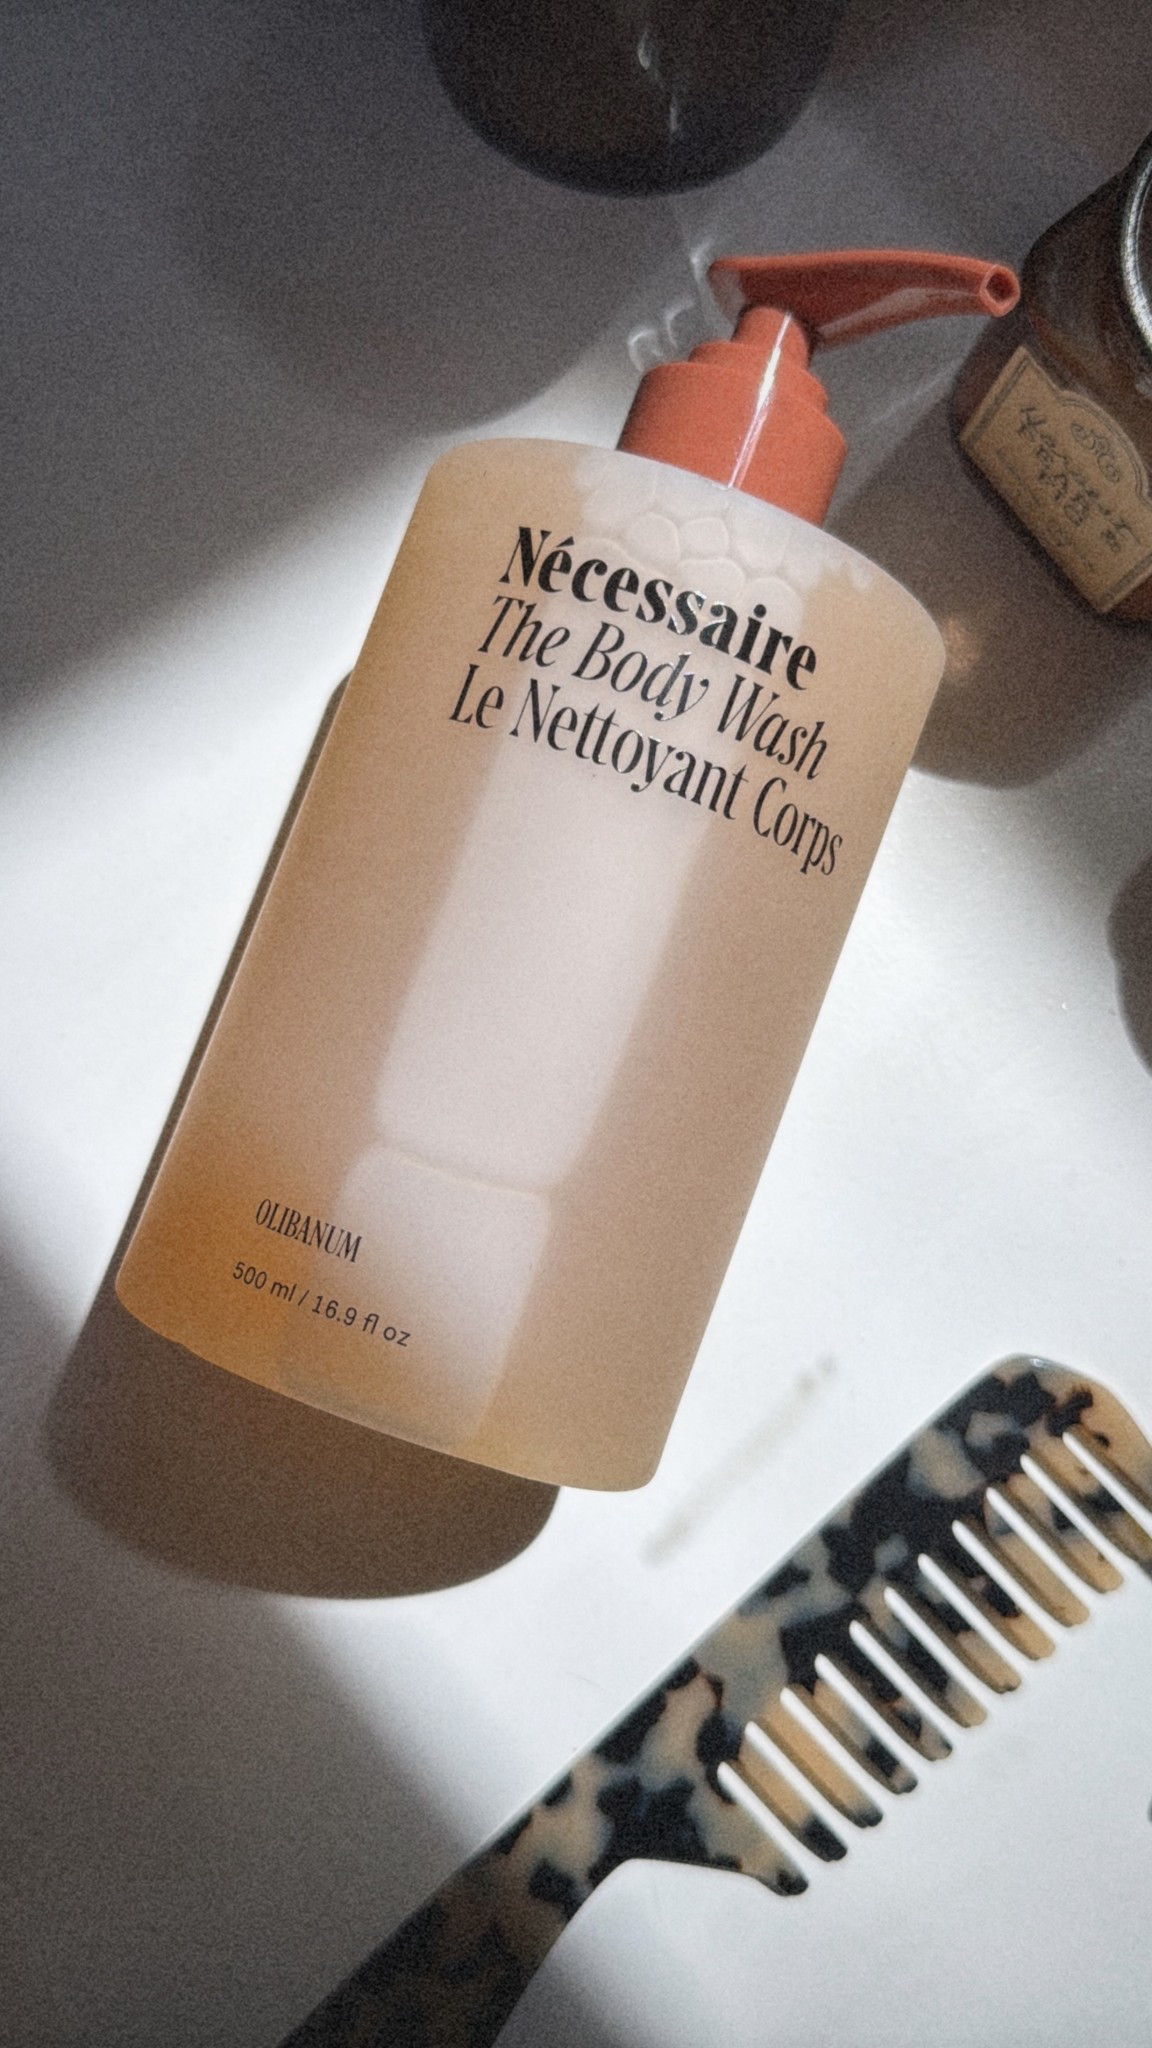 Nécessaire
The Body Wash
Le Nettoyant Corps
OLIBANUM
500 ml / 16.9 fl oz